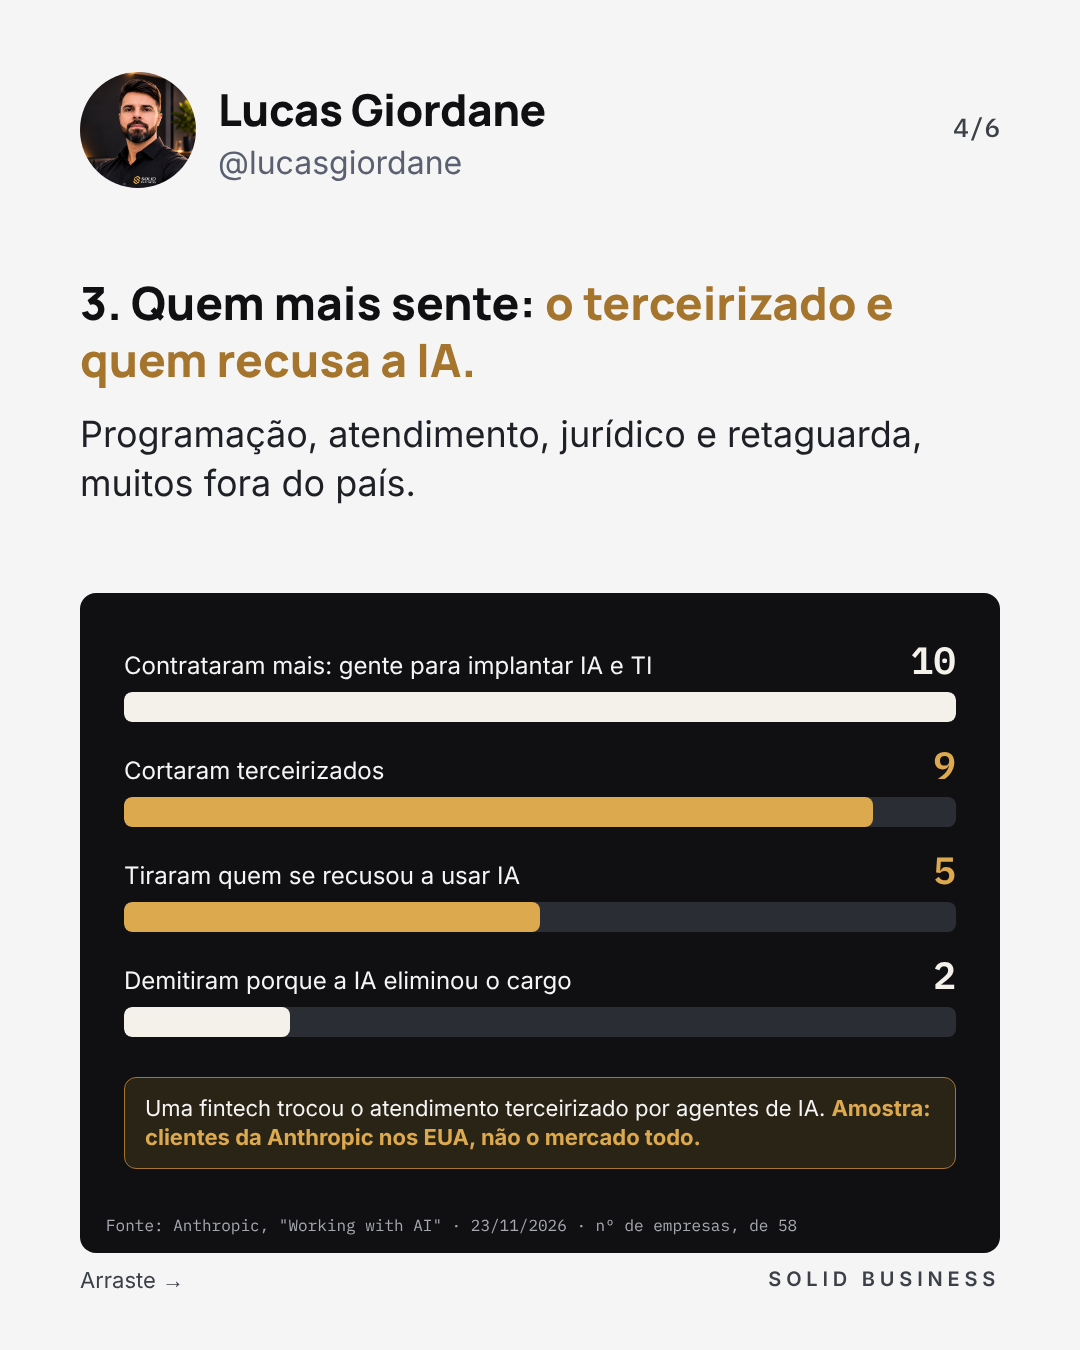 Lucas Giordane
@lucasgiordane
4/6
3. Quem mais sente: o terceirizado e
quem recusa a IA.
Programação, atendimento, jurídico e retaguarda,
muitos fora do país.
Contrataram mais: gente para implantar IA e TI
10
Cortaram terceirizados
9
Tiraram quem se recusou a usar IA
5
Demitiram porque a IA eliminou o cargo
2
Uma fintech trocou o atendimento terceirizado por agentes de IA. Amostra:
clientes da Anthropic nos EUA, não o mercado todo.
Fonte: Anthropic, "Working with AI" · 23/11/2026 · nº de empresas, de 58
Arraste →
SOLID BUSINESS